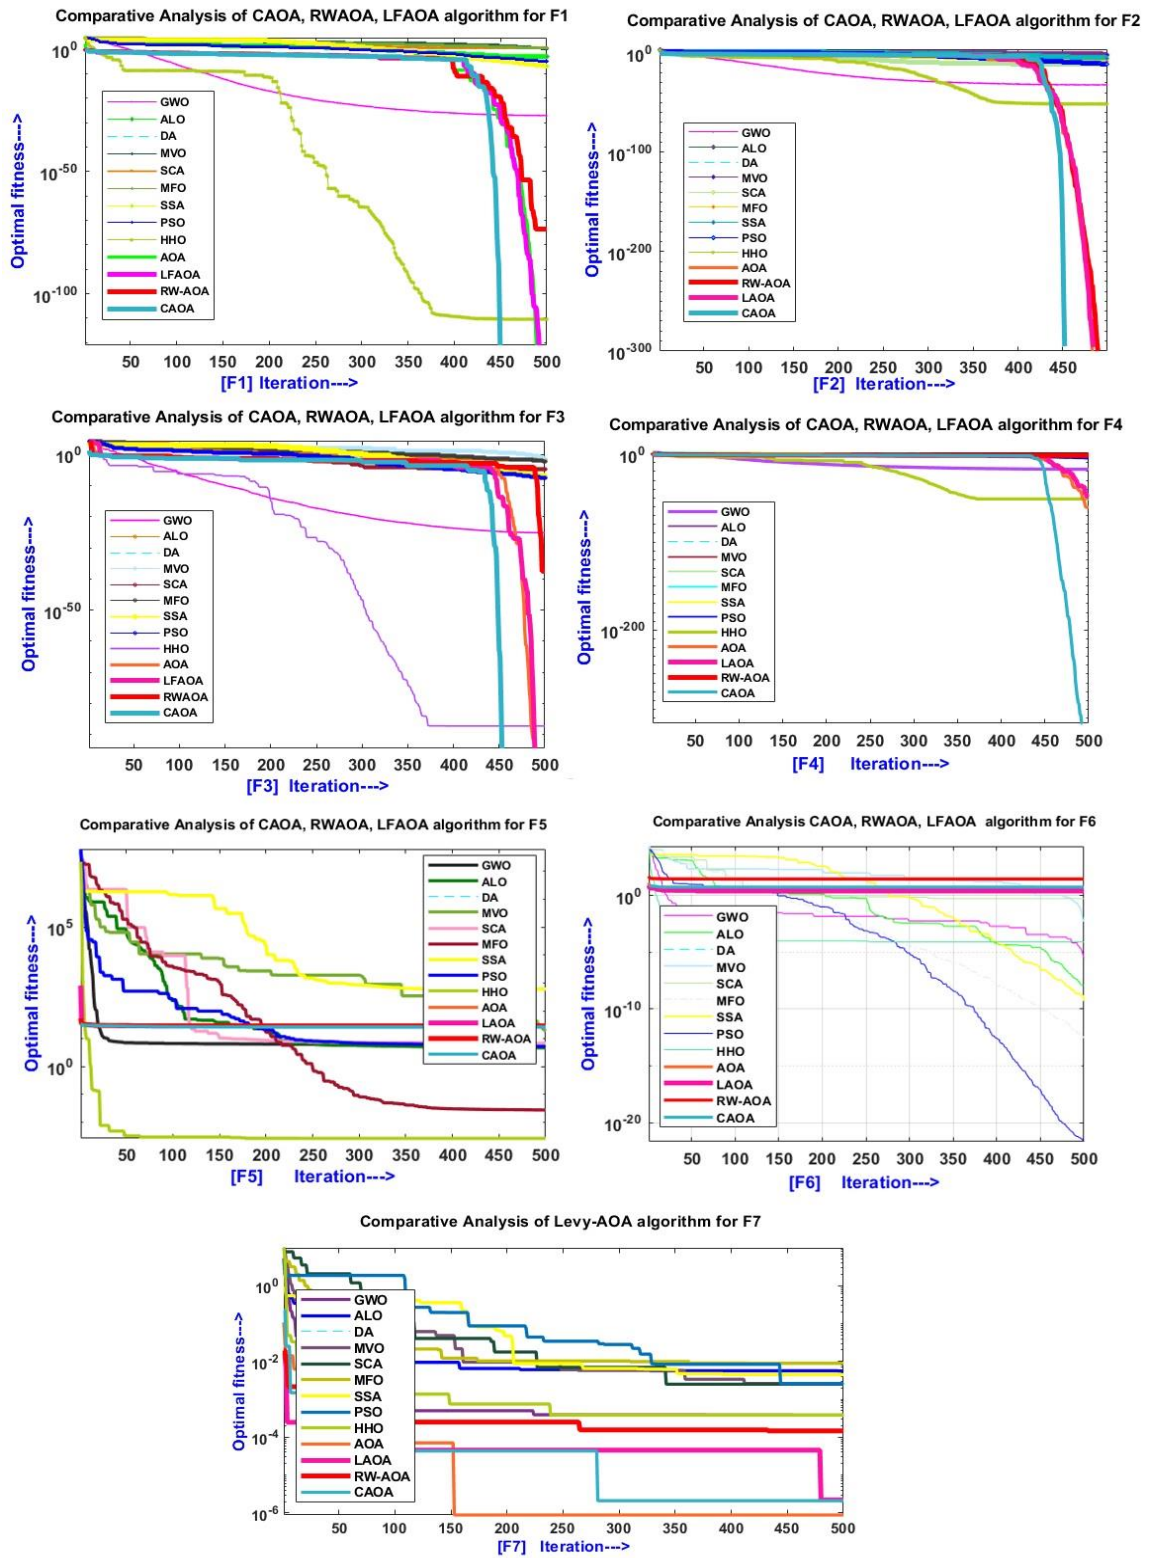 Comparative Analysis of CAOA, RWAOA, LFAOA algorithm for F1
Optimal fitness--->
10^0
10^-50
10^-100
GWO
ALO
DA
MVO
SCA
MFO
SSA
PSO
HHO
AOA
LFAOA
RW-AOA
CAOA
50 100 150 200 250 300 350 400 450 500
[F1] Iteration--->
Comparative Analysis of CAOA, RWAOA, LFAOA algorithm for F2
Optimal fitness--->
10^0
10^-100
10^-200
10^-300
GWO
ALO
DA
MVO
SCA
MFO
SSA
PSO
HHO
AOA
RW-AOA
LAOA
CAOA
50 100 150 200 250 300 350 400 450
[F2] Iteration--->
Comparative Analysis of CAOA, RWAOA, LFAOA algorithm for F3
Optimal fitness--->
10^0
10^-50
GWO
ALO
DA
MVO
SCA
MFO
SSA
PSO
HHO
AOA
LFAOA
RWAOA
CAOA
50 100 150 200 250 300 350 400 450 500
[F3] Iteration--->
Comparative Analysis of CAOA, RWAOA, LFAOA algorithm for F4
Optimal fitness--->
10^0
10^-200
GWO
ALO
DA
MVO
SCA
MFO
SSA
PSO
HHO
AOA
LAOA
RW-AOA
CAOA
50 100 150 200 250 300 350 400 450 500
[F4] Iteration--->
Comparative Analysis of CAOA, RWAOA, LFAOA algorithm for F5
Optimal fitness--->
10^5
10^0
GWO
ALO
DA
MVO
SCA
MFO
SSA
PSO
HHO
AOA
LAOA
RW-AOA
CAOA
50 100 150 200 250 300 350 400 450 500
[F5] Iteration--->
Comparative Analysis CAOA, RWAOA, LFAOA algorithm for F6
Optimal fitness--->
10^0
10^-10
10^-20
GWO
ALO
DA
MVO
SCA
MFO
SSA
PSO
HHO
AOA
LAOA
RW-AOA
CAOA
50 100 150 200 250 300 350 400 450 500
[F6] Iteration--->
Comparative Analysis of Levy-AOA algorithm for F7
Optimal fitness--->
10^0
10^-2
10^-4
10^-6
GWO
ALO
DA
MVO
SCA
MFO
SSA
PSO
HHO
AOA
LAOA
RW-AOA
CAOA
50 100 150 200 250 300 350 400 450 500
[F7] Iteration--->